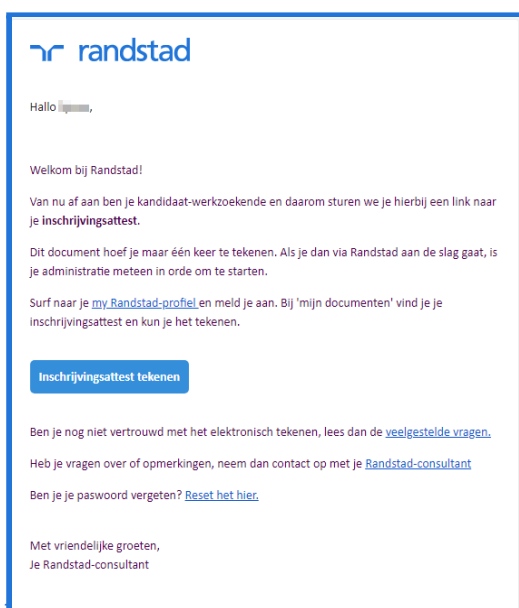 randstad
Hallo ,
Welkom bij Randstad!
Van nu af aan ben je kandidaat-werkzoekende en daarom sturen we je hierbij een link naar
je inschrijvingsattest.
Dit document hoef je maar één keer te tekenen. Als je dan via Randstad aan de slag gaat, is
je administratie meteen in orde om te starten.
Surf naar je my Randstad-profiel en meld je aan. Bij 'mijn documenten' vind je je
inschrijvingsattest en kun je het tekenen.
Inschrijvingsattest tekenen
Ben je nog niet vertrouwd met het elektronisch tekenen, lees dan de veelgestelde vragen.
Heb je vragen over of opmerkingen, neem dan contact op met je Randstad-consultant
Ben je je paswoord vergeten? Reset het hier.
Met vriendelijke groeten,
Je Randstad-consultant